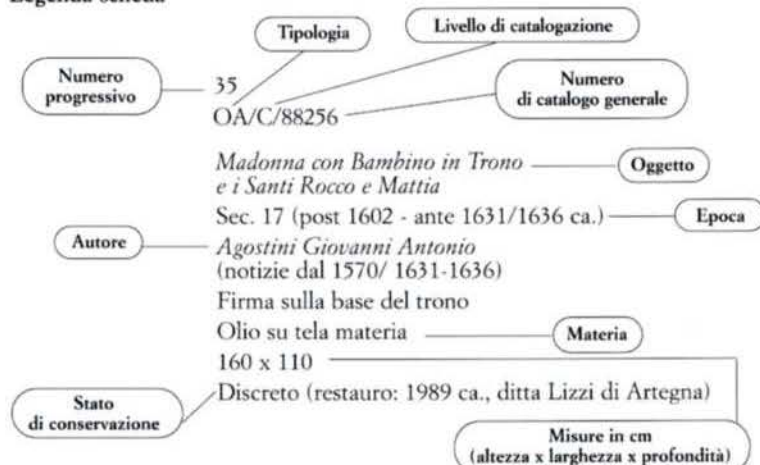 Legenda scheda
Tipologia
Livello di catalogazione
Numero
progressivo
35
Numero
di catalogo generale
OA/C/88256
Madonna con Bambino in Trono
e i Santi Rocco e Mattia
Oggetto
Sec. 17 (post 1602 - ante 1631/1636 ca.)
Epoca
Autore
Agostini Giovanni Antonio
(notizie dal 1570/ 1631-1636)
Firma sulla base del trono
Olio su tela materia
Materia
160 x 110
Stato
di conservazione
Discreto (restauro: 1989 ca., ditta Lizzi di Artegna)
Misure in cm
(altezza x larghezza x profondità)